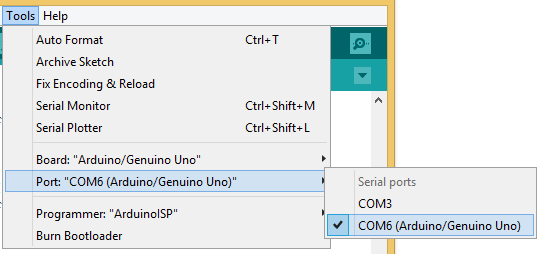 Tools Help
Auto Format Ctrl+T
Archive Sketch
Fix Encoding & Reload
Serial Monitor Ctrl+Shift+M
Serial Plotter Ctrl+Shift+L
Board: "Arduino/Genuino Uno"
Port: "COM6 (Arduino/Genuino Uno)"
Serial ports
COM3
COM6 (Arduino/Genuino Uno)
Programmer: "ArduinoISP"
Burn Bootloader